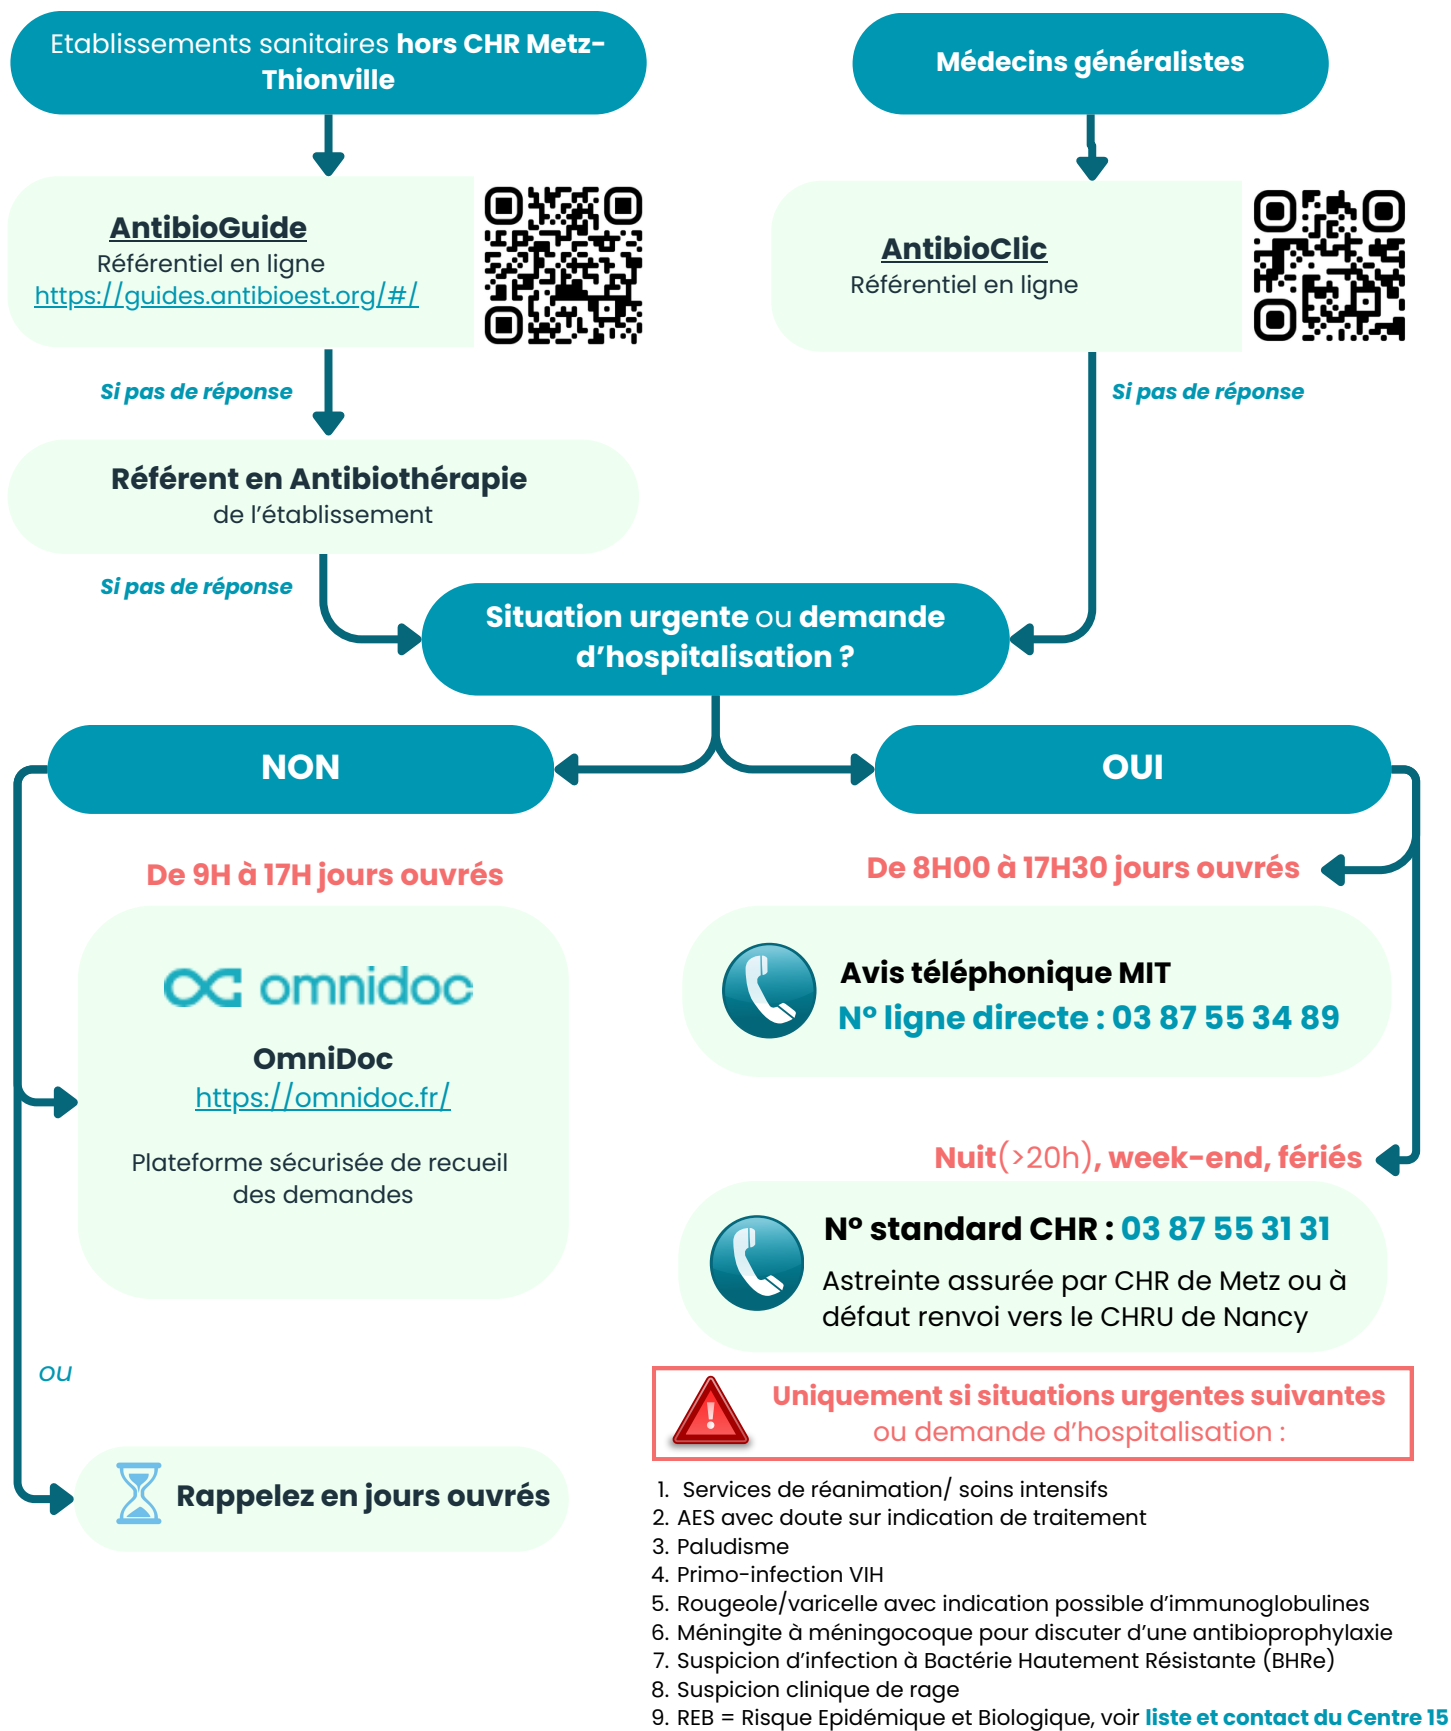 Etablissements sanitaires hors CHR Metz-
Thionville
Médecins généralistes
AntibioGuide
Référentiel en ligne
https://guides.antibioest.org/#/
AntibioClic
Référentiel en ligne
Si pas de réponse
Si pas de réponse
Référent en Antibiothérapie
de l'établissement
Si pas de réponse
Situation urgente ou demande
d'hospitalisation ?
NON
OUI
De 9H à 17H jours ouvrés
omnidoc
OmniDoc
https://omnidoc.fr/
Plateforme sécurisée de recueil
des demandes
ou
Rappelez en jours ouvrés
De 8H00 à 17H30 jours ouvrés
Avis téléphonique MIT
N° ligne directe : 03 87 55 34 89
Nuit(>20h), week-end, fériés
N° standard CHR : 03 87 55 31 31
Astreinte assurée par CHR de Metz ou à
défaut renvoi vers le CHRU de Nancy
Uniquement si situations urgentes suivantes
ou demande d'hospitalisation :
1. Services de réanimation/ soins intensifs
2. AES avec doute sur indication de traitement
3. Paludisme
4. Primo-infection VIH
5. Rougeole/varicelle avec indication possible d'immunoglobulines
6. Méningite à méningocoque pour discuter d'une antibioprophylaxie
7. Suspicion d'infection à Bactérie Hautement Résistante (BHRe)
8. Suspicion clinique de rage
9. REB = Risque Epidémique et Biologique, voir liste et contact du Centre 15